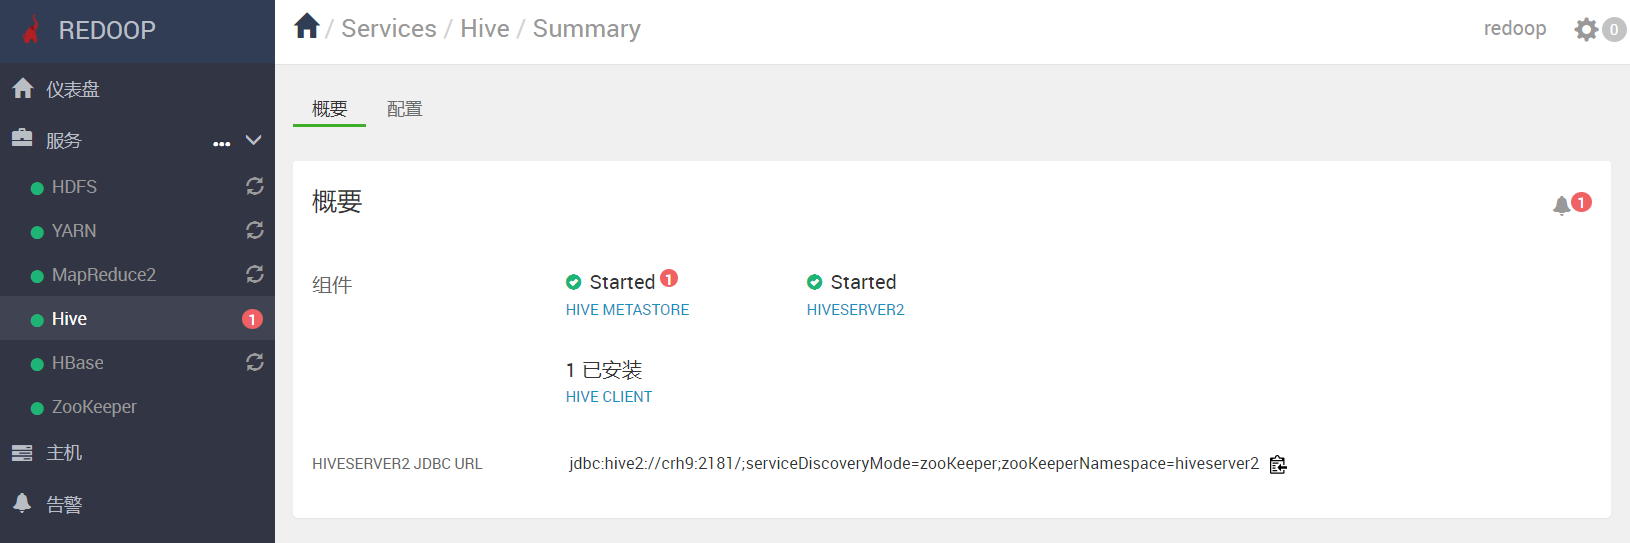 REDOOP
/ Services / Hive / Summary
redoop
0
仪表盘
服务
...
HDFS
YARN
MapReduce2
Hive
1
HBase
ZooKeeper
主机
告警
概要
配置
概要
1
组件
Started 1
HIVE METASTORE
Started
HIVESERVER2
1 已安装
HIVE CLIENT
HIVESERVER2 JDBC URL
jdbc:hive2://crh9:2181/;serviceDiscoveryMode=zooKeeper;zooKeeperNamespace=hiveserver2